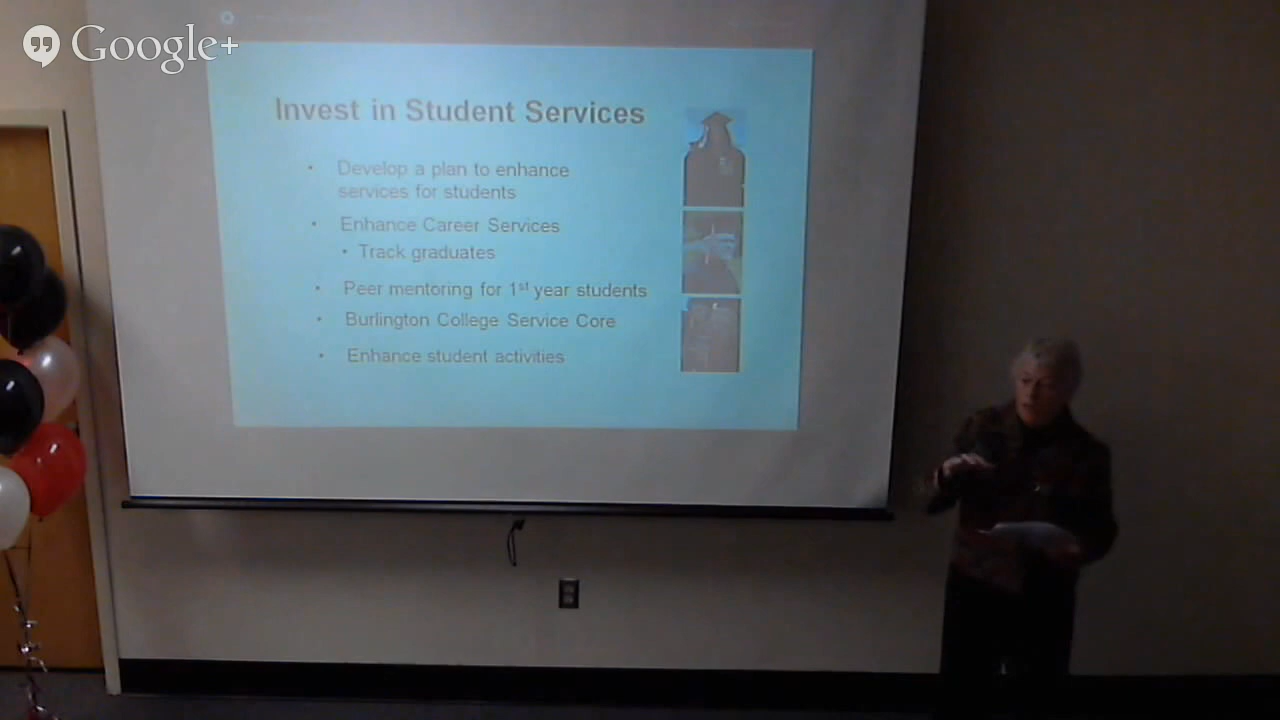 Google+
Invest in Student Services
• Develop a plan to enhance
services for students
• Enhance Career Services
• Track graduates
• Peer mentoring for 1st year students
• Burlington College Service Core
• Enhance student activities